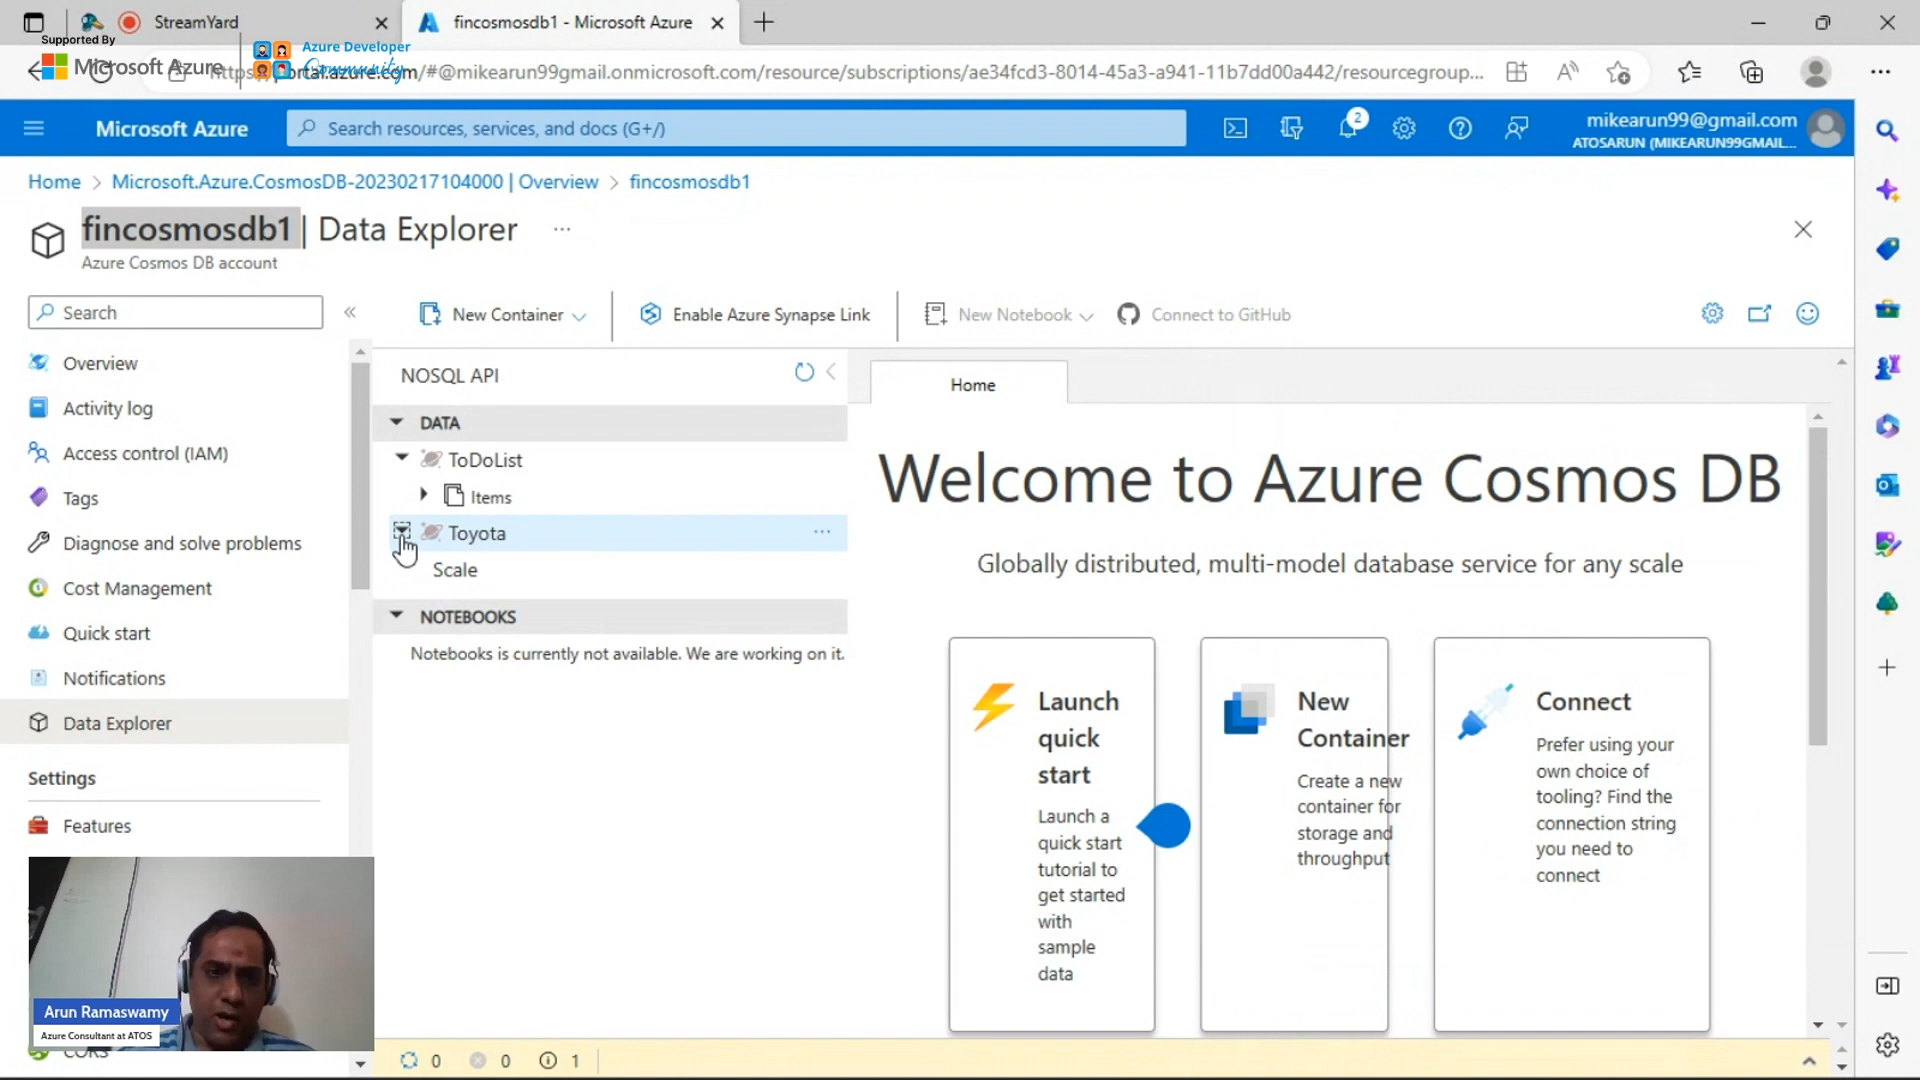 StreamYard
fincosmosdb1 - Microsoft Azure
Supported By
Microsoft Azure
Azure Developer
Community
portal.azure.com/#@mikearun99gmail.onmicrosoft.com/resource/subscriptions/ae34fcd3-8014-45a3-a941-11b7dd00a442/resourcegroup...
Microsoft Azure
Search resources, services, and docs (G+/)
2
mikearun99@gmail.com
ATOSARUN (MIKEARUN99GMAIL...
Home > Microsoft.Azure.CosmosDB-20230217104000 | Overview > fincosmosdb1
fincosmosdb1 | Data Explorer ...
Azure Cosmos DB account
Search
«
New Container
Enable Azure Synapse Link
New Notebook
Connect to GitHub
Overview
Activity log
Access control (IAM)
Tags
Diagnose and solve problems
Cost Management
Quick start
Notifications
Data Explorer
Settings
Features
CORS
NOSQL API
DATA
ToDoList
Items
Toyota
...
Scale
NOTEBOOKS
Notebooks is currently not available. We are working on it.
Home
Welcome to Azure Cosmos DB
Globally distributed, multi-model database service for any scale
Launch
quick
start
Launch a
quick start
tutorial to
get started
with
sample
data
New
Container
Create a new
container for
storage and
throughput
Connect
Prefer using your
own choice of
tooling? Find the
connection string
you need to
connect
Arun Ramaswamy
Azure Consultant at ATOS
0
0
1